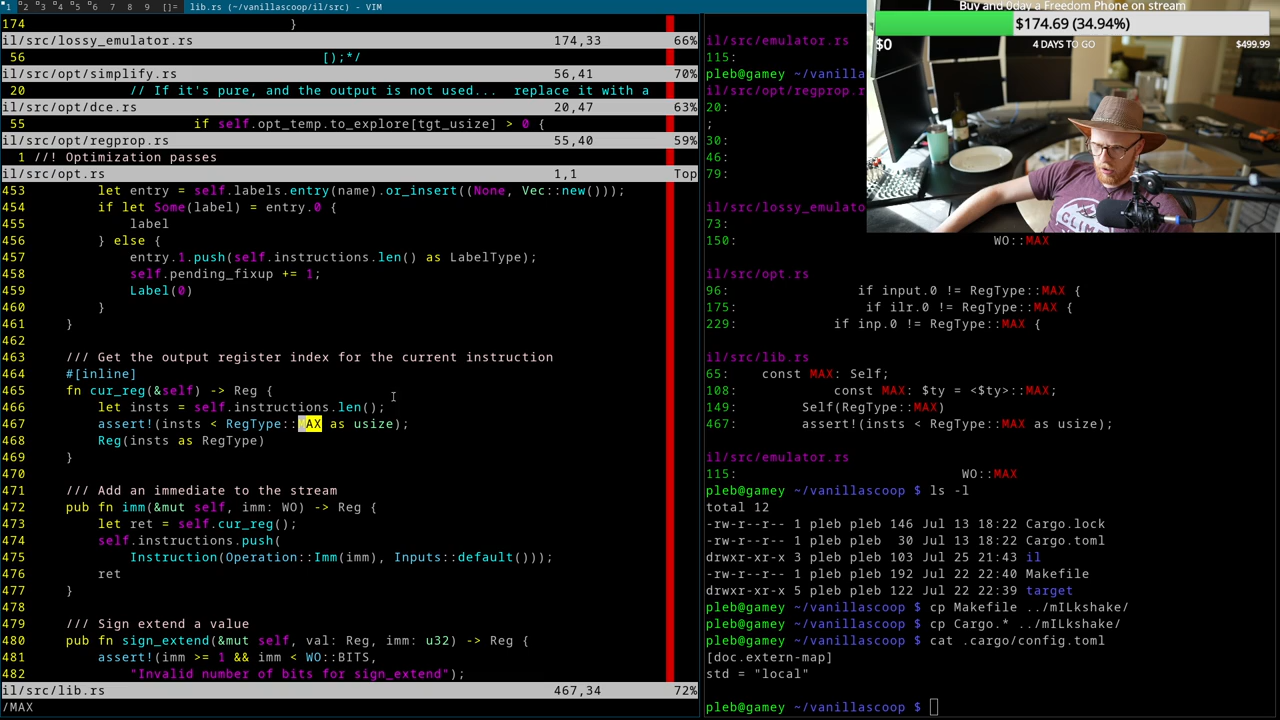 1 2 3 4 5 6 7 8 9 []= lib.rs (~/vanillascoop/il/src) - VIM
174 }
il/src/lossy_emulator.rs 174,33 66%
56 [);*/
il/src/opt/simplify.rs 56,41 70%
20 // If it's pure, and the output is not used... replace it with a
il/src/opt/dce.rs 20,47 63%
55 if self.opt_temp.to_explore[tgt_usize] > 0 {
il/src/opt/regprop.rs 55,40 59%
1 //! Optimization passes
il/src/opt.rs 1,1 Top
453 let entry = self.labels.entry(name).or_insert((None, Vec::new()));
454 if let Some(label) = entry.0 {
455 label
456 } else {
457 entry.1.push(self.instructions.len() as LabelType);
458 self.pending_fixup += 1;
459 Label(0)
460 }
461 }
462
463 /// Get the output register index for the current instruction
464 #[inline]
465 fn cur_reg(&self) -> Reg {
466 let insts = self.instructions.len();
467 assert!(insts < RegType::MAX as usize);
468 Reg(insts as RegType)
469 }
470
471 /// Add an immediate to the stream
472 pub fn imm(&mut self, imm: WO) -> Reg {
473 let ret = self.cur_reg();
474 self.instructions.push(
475 Instruction(Operation::Imm(imm), Inputs::default()));
476 ret
477 }
478
479 /// Sign extend a value
480 pub fn sign_extend(&mut self, val: Reg, imm: u32) -> Reg {
481 assert!(imm >= 1 && imm < WO::BITS,
482 "Invalid number of bits for sign_extend");
il/src/lib.rs 467,34 72%
/MAX
il/src/emulator.rs
115:
pleb@gamey ~/vanilla
il/src/opt/regprop.r
20:
;
30:
46:
79:
il/src/lossy_emulato
73:
150: WO::MAX
il/src/opt.rs
96: if input.0 != RegType::MAX {
175: if ilr.0 != RegType::MAX {
229: if inp.0 != RegType::MAX {
il/src/lib.rs
65: const MAX: Self;
108: const MAX: $ty = <$ty>::MAX;
149: Self(RegType::MAX)
467: assert!(insts < RegType::MAX as usize);
il/src/emulator.rs
115: WO::MAX
pleb@gamey ~/vanillascoop $ ls -l
total 12
-rw-r--r-- 1 pleb pleb 146 Jul 13 18:22 Cargo.lock
-rw-r--r-- 1 pleb pleb 30 Jul 13 18:22 Cargo.toml
drwxr-xr-x 3 pleb pleb 103 Jul 25 21:43 il
-rw-r--r-- 1 pleb pleb 192 Jul 22 22:40 Makefile
drwxr-xr-x 5 pleb pleb 122 Jul 22 22:39 target
pleb@gamey ~/vanillascoop $ cp Makefile ../mILkshake/
pleb@gamey ~/vanillascoop $ cp Cargo.* ../mILkshake/
pleb@gamey ~/vanillascoop $ cat .cargo/config.toml
[doc.extern-map]
std = "local"
pleb@gamey ~/vanillascoop $
Buy and 0day a Freedom Phone on stream
$174.69 (34.94%)
$0 4 DAYS TO GO $499.99
CLIM